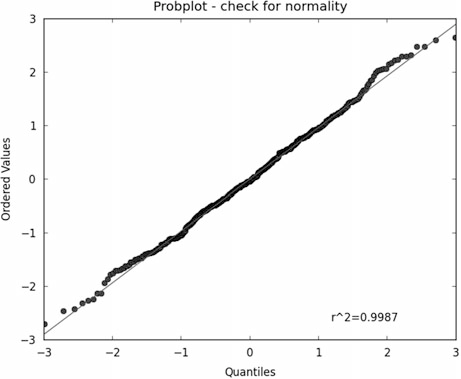 Probplot - check for normality
3
2
1
0
−1
−2
−3
Ordered Values
r^2=0.9987
−3 −2 −1 0 1 2 3
Quantiles